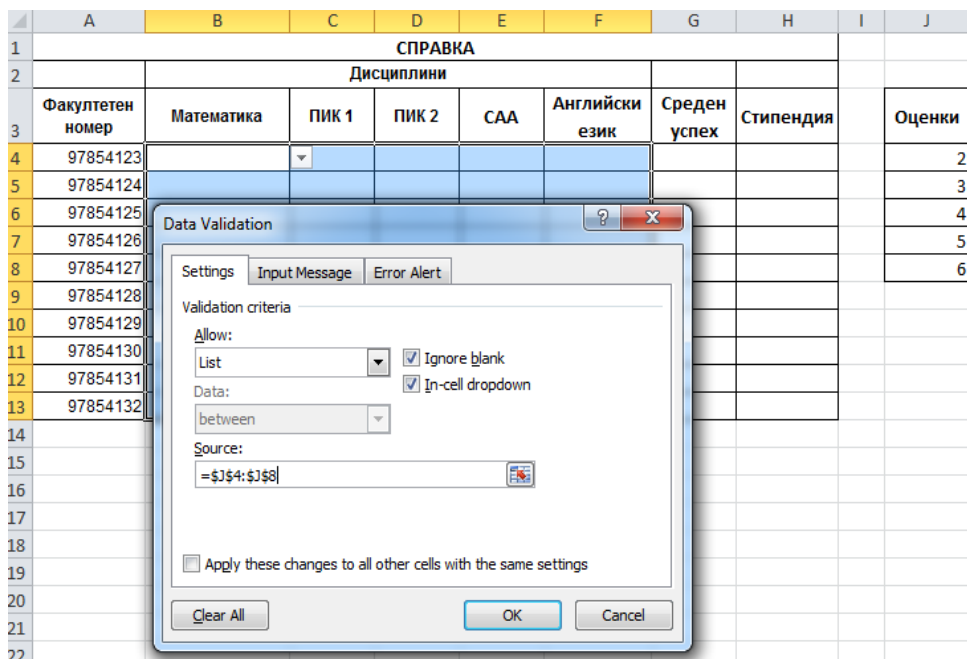 A B C D E F G H I J
1 СПРАВКА
2 Дисциплини
3 Факултетен номер Математика ПИК 1 ПИК 2 САА Английски език Среден успех Стипендия Оценки
4 97854123 2
5 97854124 3
6 97854125 4
7 97854126 5
8 97854127 6
9 97854128
10 97854129
11 97854130
12 97854131
13 97854132
14
15
16
17
18
19
20
21
22
Data Validation
Settings Input Message Error Alert
Validation criteria
Allow:
List Ignore blank
In-cell dropdown
Data:
between
Source:
=$J$4:$J$8
Apply these changes to all other cells with the same settings
Clear All OK Cancel